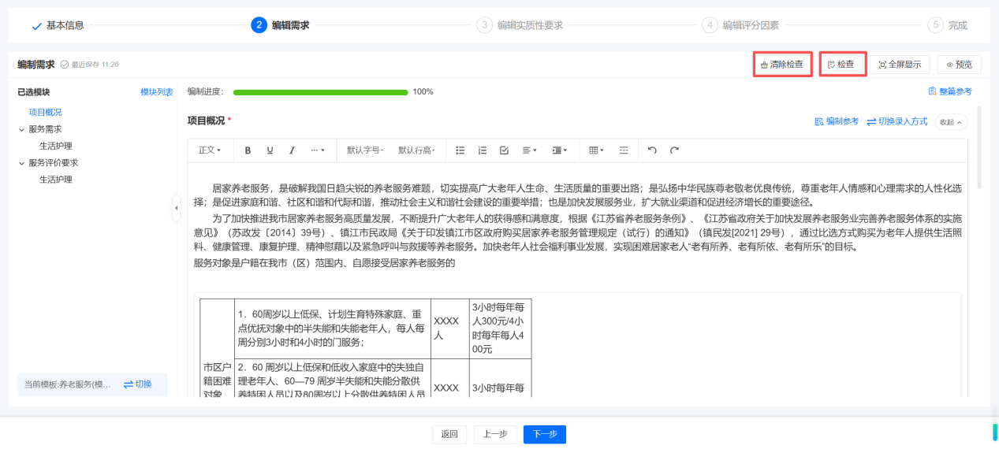 基本信息
2 编辑需求
3 编辑实质性要求
4 编辑评分因素
5 完成
编制需求 最近保存 11:26
清除检查 检查 全屏显示 预览
已选模块 模块列表
项目概况
服务需求
生活护理
服务评价要求
生活护理
当前模板:养老服务(模... 切换
编制进度： 100%
整篇参考
项目概况 *
编制参考 切换录入方式 收起
正文 B U I ... 默认字号 默认行高
居家养老服务，是破解我国日趋尖锐的养老服务难题，切实提高广大老年人生命、生活质量的重要出路；是弘扬中华民族尊老敬老优良传统，尊重老年人情感和心理需求的人性化选
择；是促进家庭和谐、社区和谐和代际和谐，推动社会主义和谐社会建设的重要举措；也是加快发展服务业，扩大就业渠道和促进经济增长的重要途径。
为了加快推进我市居家养老服务高质量发展，不断提升广大老年人的获得感和满意度，根据《江苏省养老服务条例》、《江苏省政府关于加快发展养老服务业完善养老服务体系的实施
意见》（苏政发〔2014〕39号）、镇江市民政局《关于印发镇江市区政府购买居家养老服务管理规定（试行）的通知》（镇民发[2021] 29号），通过比选方式购买为老年人提供生活照
料、健康管理、康复护理、精神慰藉以及紧急呼叫与救援等养老服务。加快老年人社会福利事业发展，实现困难居家老人“老有所养、老有所依、老有所乐”的目标。
服务对象是户籍在我市（区）范围内、自愿接受居家养老服务的
市区户
籍困难
对象
1．60周岁以上低保、计划生育特殊家庭、重
点优抚对象中的半失能和失能老年人，每人每
周分别3小时和4小时的门服务；
XXXX
人
3小时每年每
人300元/4小
时每年每人4
00元
2．60 周岁以上低保和低收入家庭中的失独自
理老年人、60—79 周岁半失能和失能分散供
养特困人员以及80周岁以上分散供养特困人员
XXXX
3小时每年每
返回 上一步 下一步